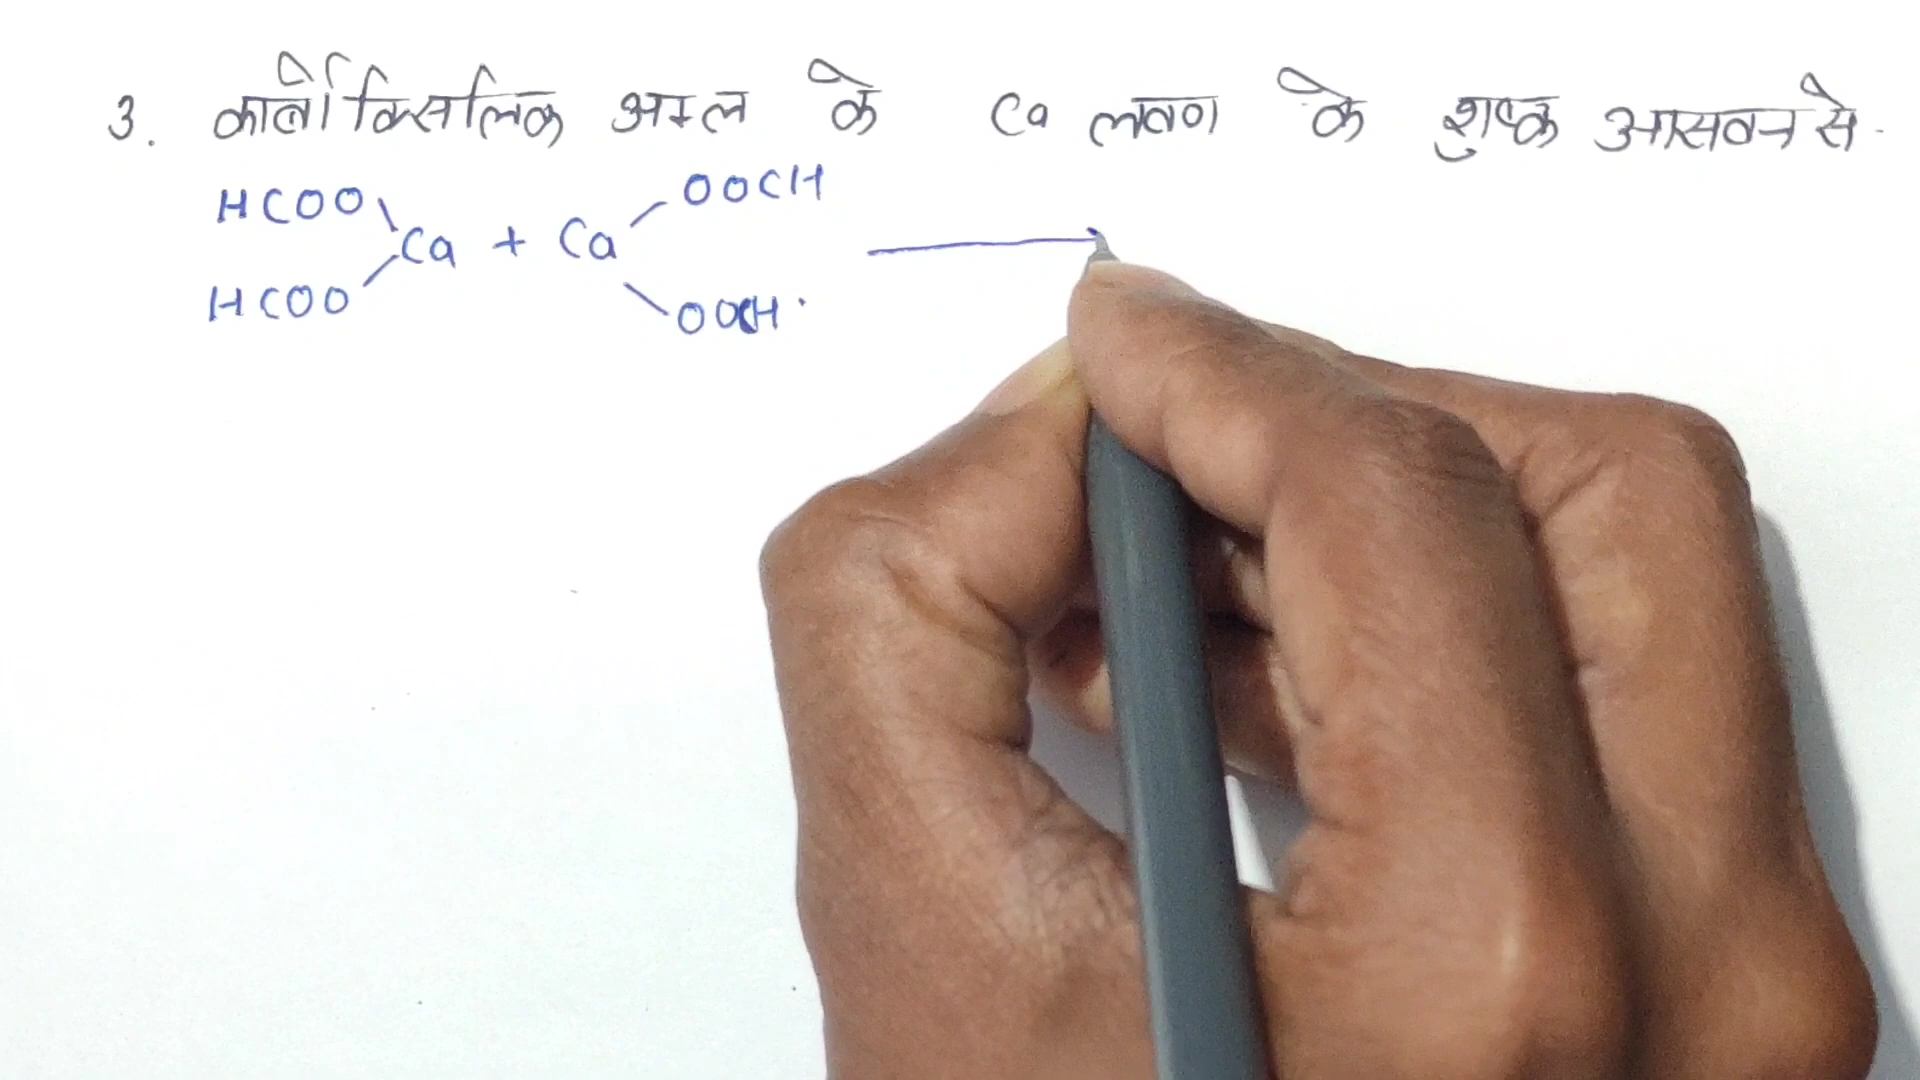 3. कार्बोक्सिलिक अम्ल के Ca लवण के शुष्क आसवन से.
HCOO OOCH
Ca + Ca
HCOO OOCH.